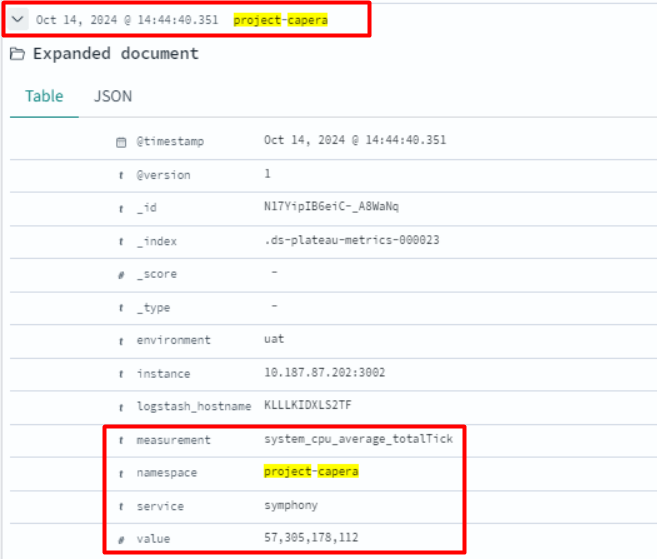 Oct 14, 2024 @ 14:44:40.351 project-capera
Expanded document
Table JSON
@timestamp Oct 14, 2024 @ 14:44:40.351
t @version 1
t _id N17YipIB6eiC-_A8WaNq
t _index .ds-plateau-metrics-000023
# _score -
t _type -
t environment uat
t instance 10.187.87.202:3002
t logstash_hostname KLLLKIDXLS2TF
t measurement system_cpu_average_totalTick
t namespace project-capera
t service symphony
# value 57,305,178,112